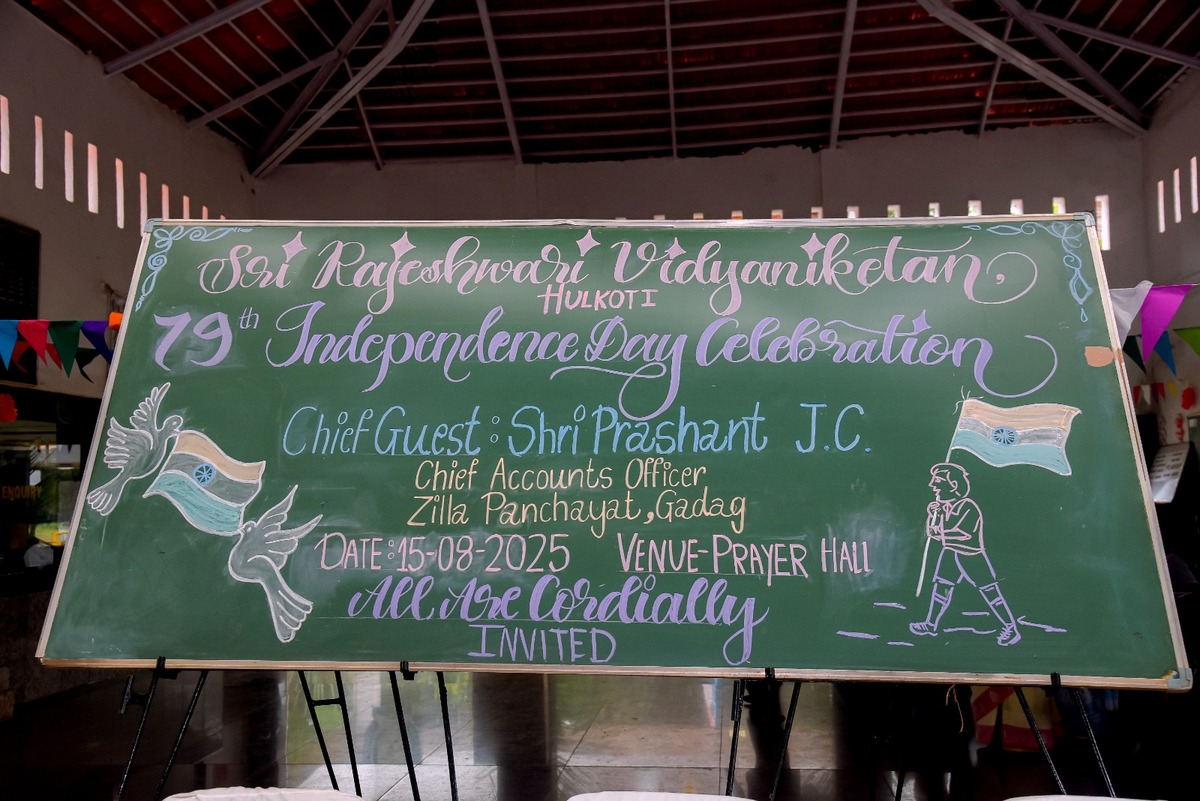 Sri Rajeshwari Vidyaniketan,
HULKOTI
79th Independence Day Celebration
Chief Guest: Shri Prashant J.C.
Chief Accounts Officer
Zilla Panchayat, Gadag
DATE:15-08-2025 VENUE-PRAYER HALL
All Are Cordially
INVITED
ENQUIRY